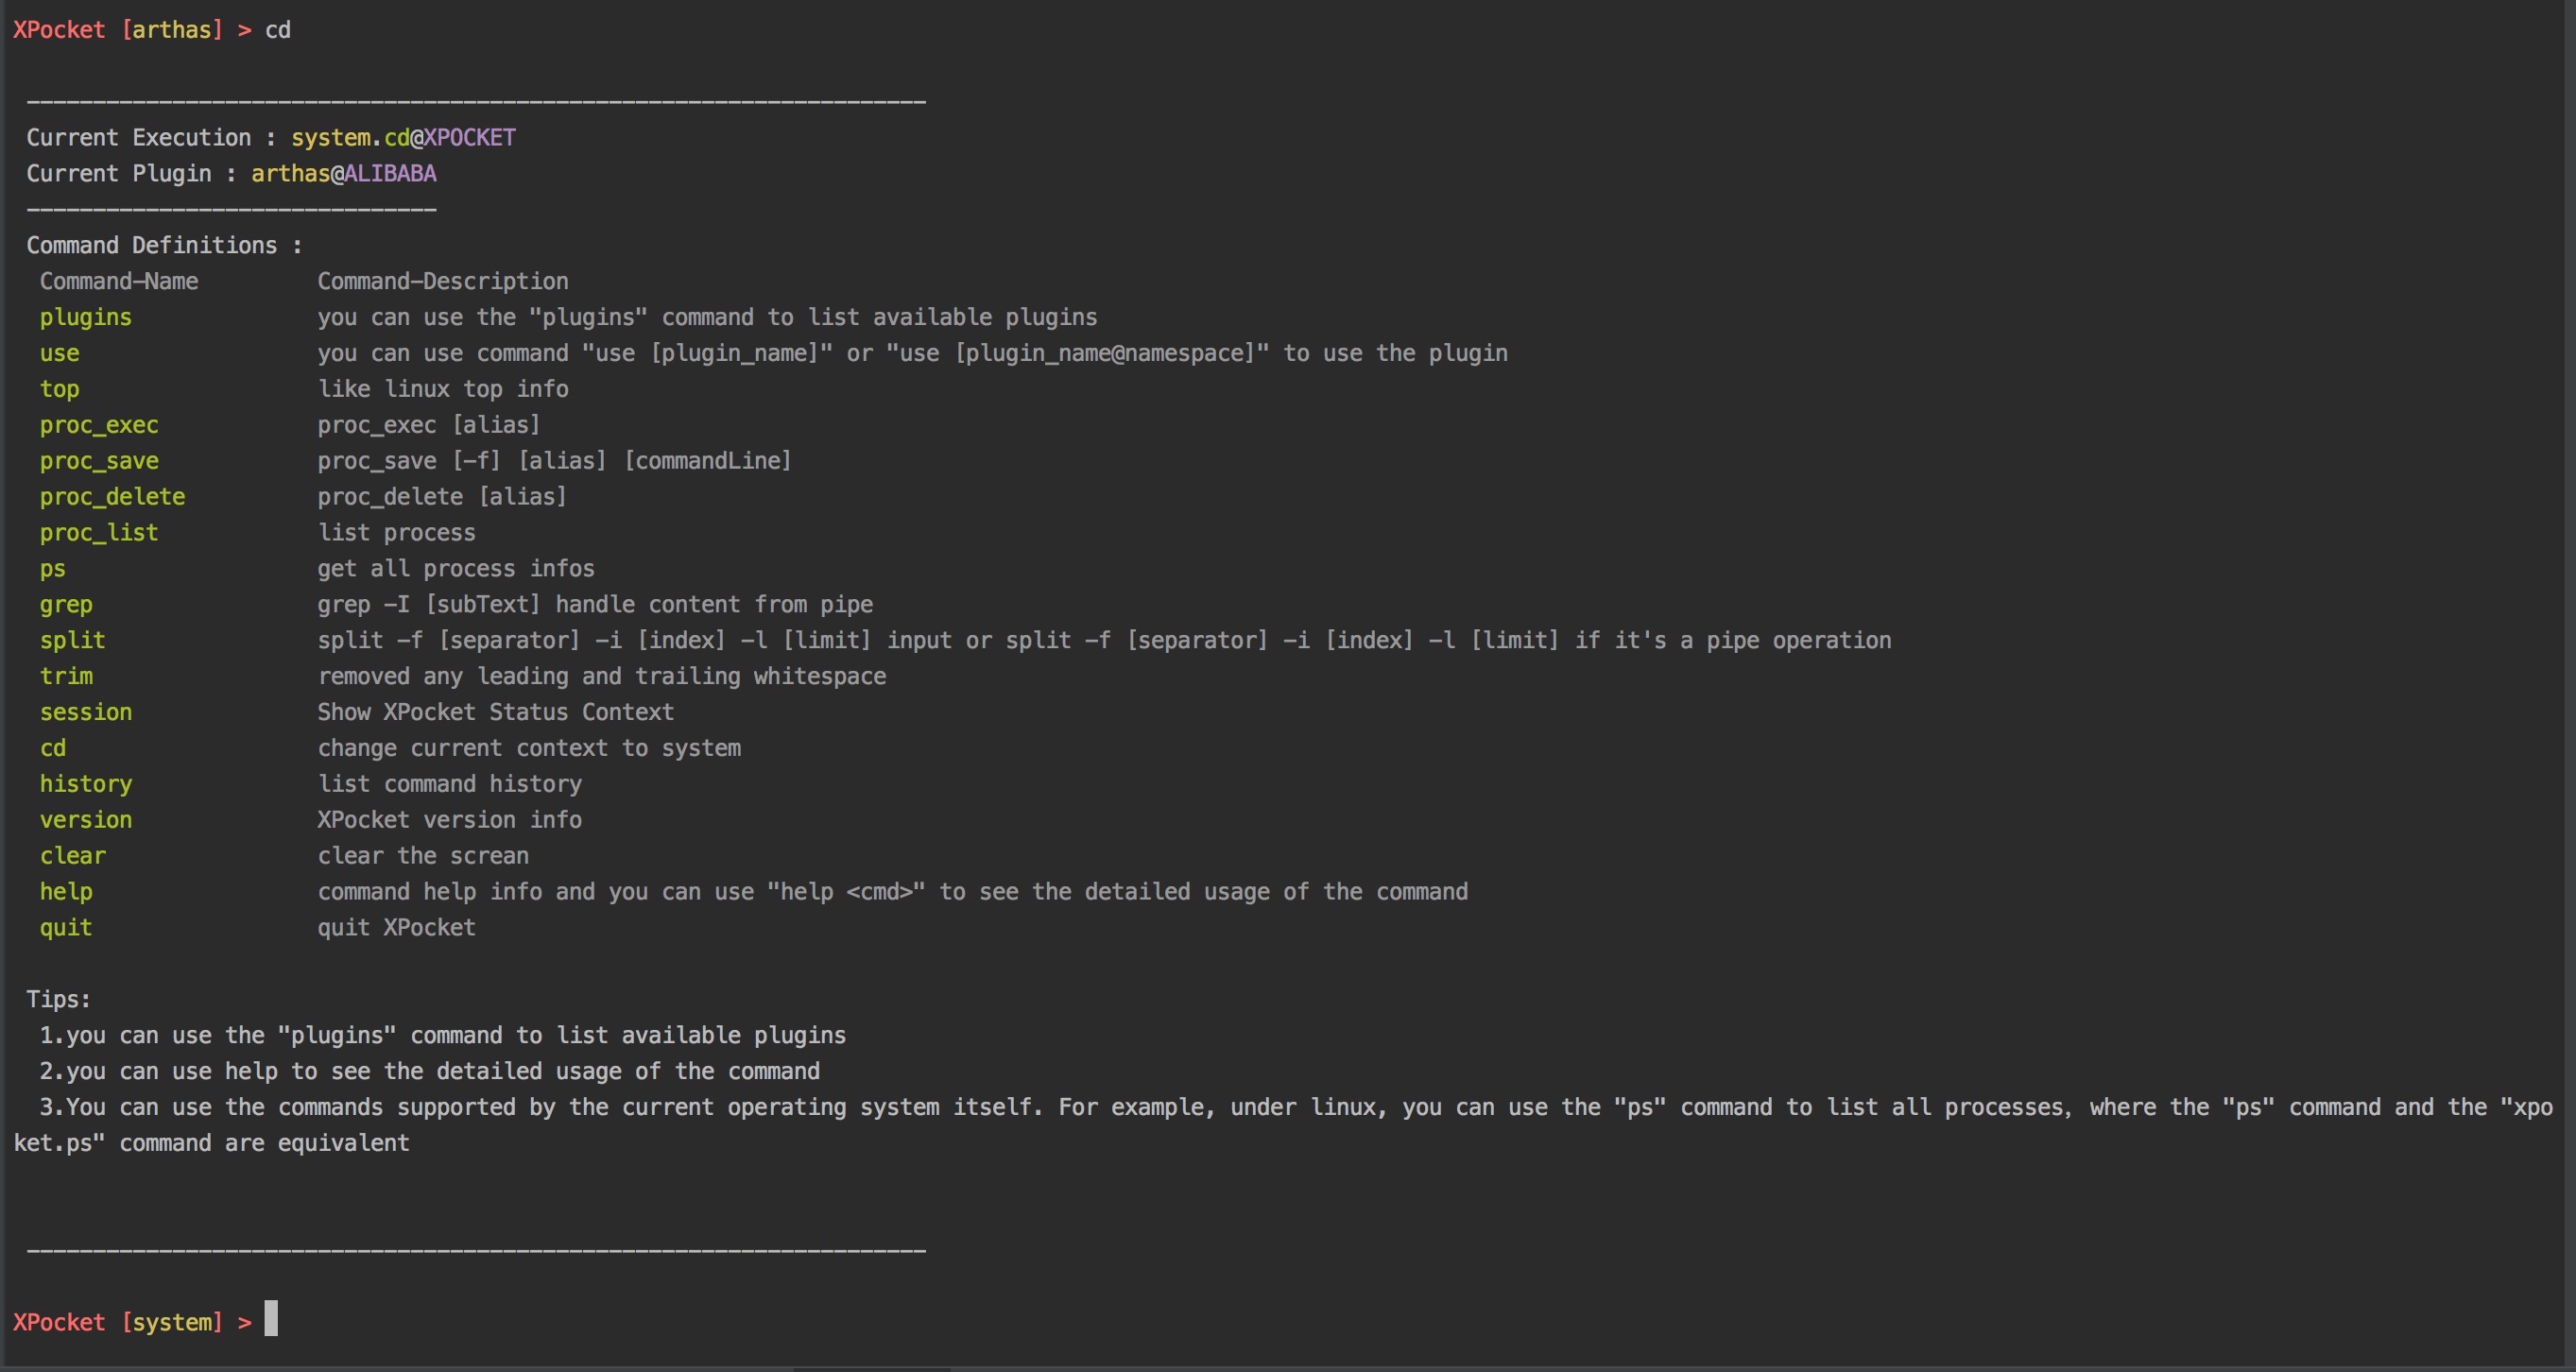 XPocket [arthas] > cd
------------------------------------------------------------------
Current Execution : system.cd@XPOCKET
Current Plugin : arthas@ALIBABA
-------------------------------
Command Definitions :
Command-Name Command-Description
plugins you can use the "plugins" command to list available plugins
use you can use command "use [plugin_name]" or "use [plugin_name@namespace]" to use the plugin
top like linux top info
proc_exec proc_exec [alias]
proc_save proc_save [-f] [alias] [commandLine]
proc_delete proc_delete [alias]
proc_list list process
ps get all process infos
grep grep -I [subText] handle content from pipe
split split -f [separator] -i [index] -l [limit] input or split -f [separator] -i [index] -l [limit] if it's a pipe operation
trim removed any leading and trailing whitespace
session Show XPocket Status Context
cd change current context to system
history list command history
version XPocket version info
clear clear the screan
help command help info and you can use "help <cmd>" to see the detailed usage of the command
quit quit XPocket
Tips:
1.you can use the "plugins" command to list available plugins
2.you can use help to see the detailed usage of the command
3.You can use the commands supported by the current operating system itself. For example, under linux, you can use the "ps" command to list all processes, where the "ps" command and the "xpo
ket.ps" command are equivalent
--------------------------------------------------------------------
XPocket [system] >